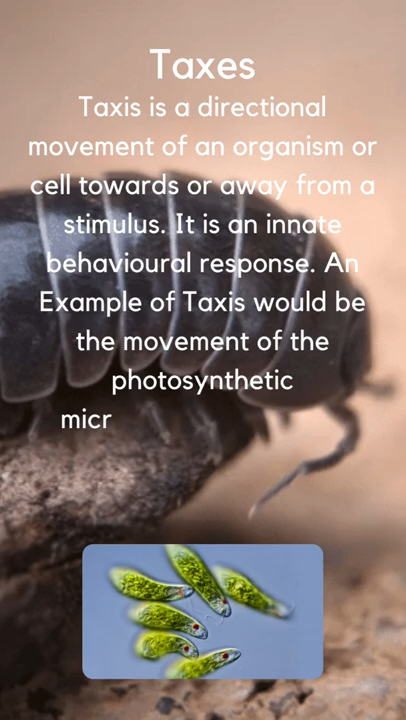 Taxes
Taxis is a directional
movement of an organism or
cell towards or away from a
stimulus. It is an innate
behavioural response. An
Example of Taxis would be
the movement of the
photosynthetic
micr